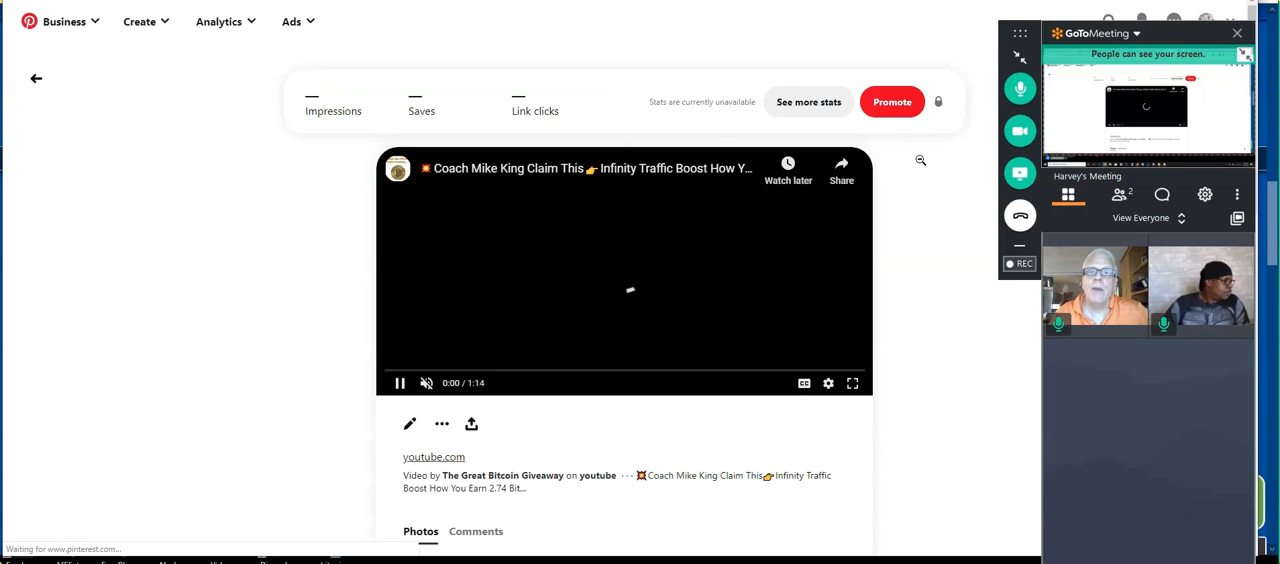 Business Create Analytics Ads
GoToMeeting
People can see your screen.
Impressions Saves Link clicks
Stats are currently unavailable
See more stats
Promote
💥 Coach Mike King Claim This👉Infinity Traffic Boost How Y...
Watch later
Share
Harvey's Meeting
2
View Everyone
REC
0:00 / 1:14
CC
youtube.com
Video by The Great Bitcoin Giveaway on youtube · · · 💥Coach Mike King Claim This👉Infinity Traffic
Boost How You Earn 2.74 Bit...
Photos Comments
Waiting for www.pinterest.com...